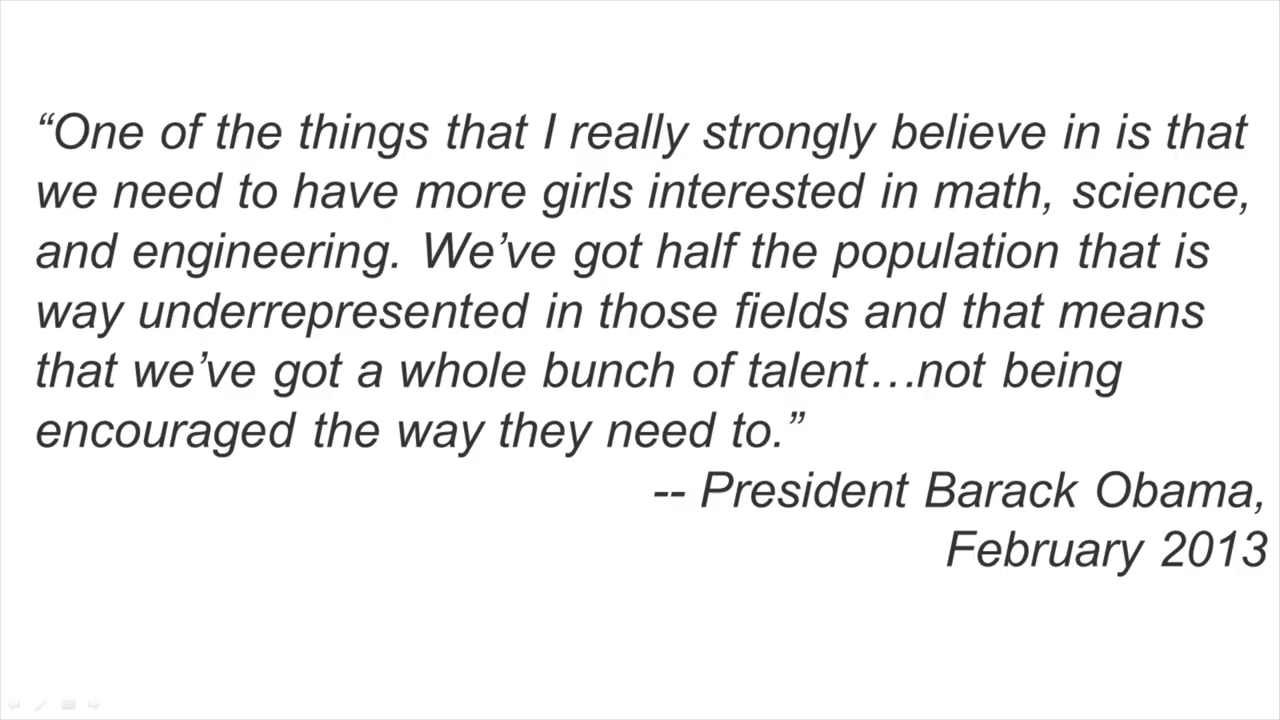 “One of the things that I really strongly believe in is that
we need to have more girls interested in math, science,
and engineering. We’ve got half the population that is
way underrepresented in those fields and that means
that we’ve got a whole bunch of talent…not being
encouraged the way they need to.”
-- President Barack Obama,
February 2013